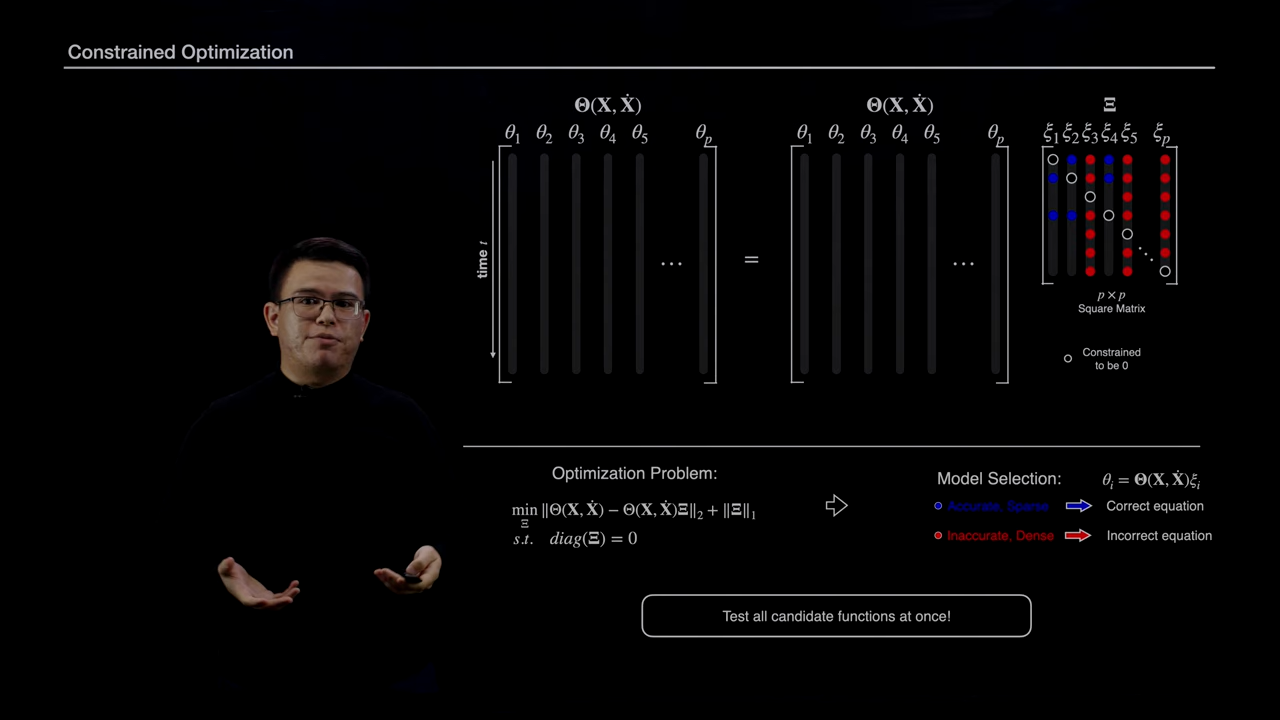 Constrained Optimization
Θ(X, Ẋ)
θ₁ θ₂ θ₃ θ₄ θ₅ θₚ
time t
...
=
Θ(X, Ẋ)
θ₁ θ₂ θ₃ θ₄ θ₅ θₚ
...
Ξ
ξ₁ ξ₂ ξ₃ ξ₄ ξ₅ ξₚ
p × p
Square Matrix
Constrained
to be 0
Optimization Problem:
min ‖Θ(X, Ẋ) − Θ(X, Ẋ)Ξ‖₂ + ‖Ξ‖₁
Ξ
s.t. diag(Ξ) = 0
Model Selection: θᵢ = Θ(X, Ẋ)ξᵢ
Accurate, Sparse Correct equation
Inaccurate, Dense Incorrect equation
Test all candidate functions at once!